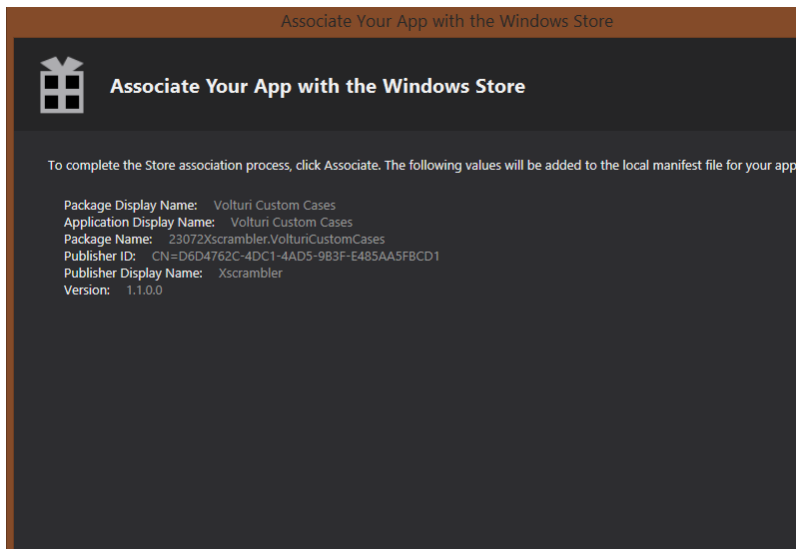 Associate Your App with the Windows Store
Associate Your App with the Windows Store
To complete the Store association process, click Associate. The following values will be added to the local manifest file for your app
Package Display Name: Volturi Custom Cases
Application Display Name: Volturi Custom Cases
Package Name: 23072Xscrambler.VolturiCustomCases
Publisher ID: CN=D6D4762C-4DC1-4AD5-9B3F-E485AA5FBCD1
Publisher Display Name: Xscrambler
Version: 1.1.0.0